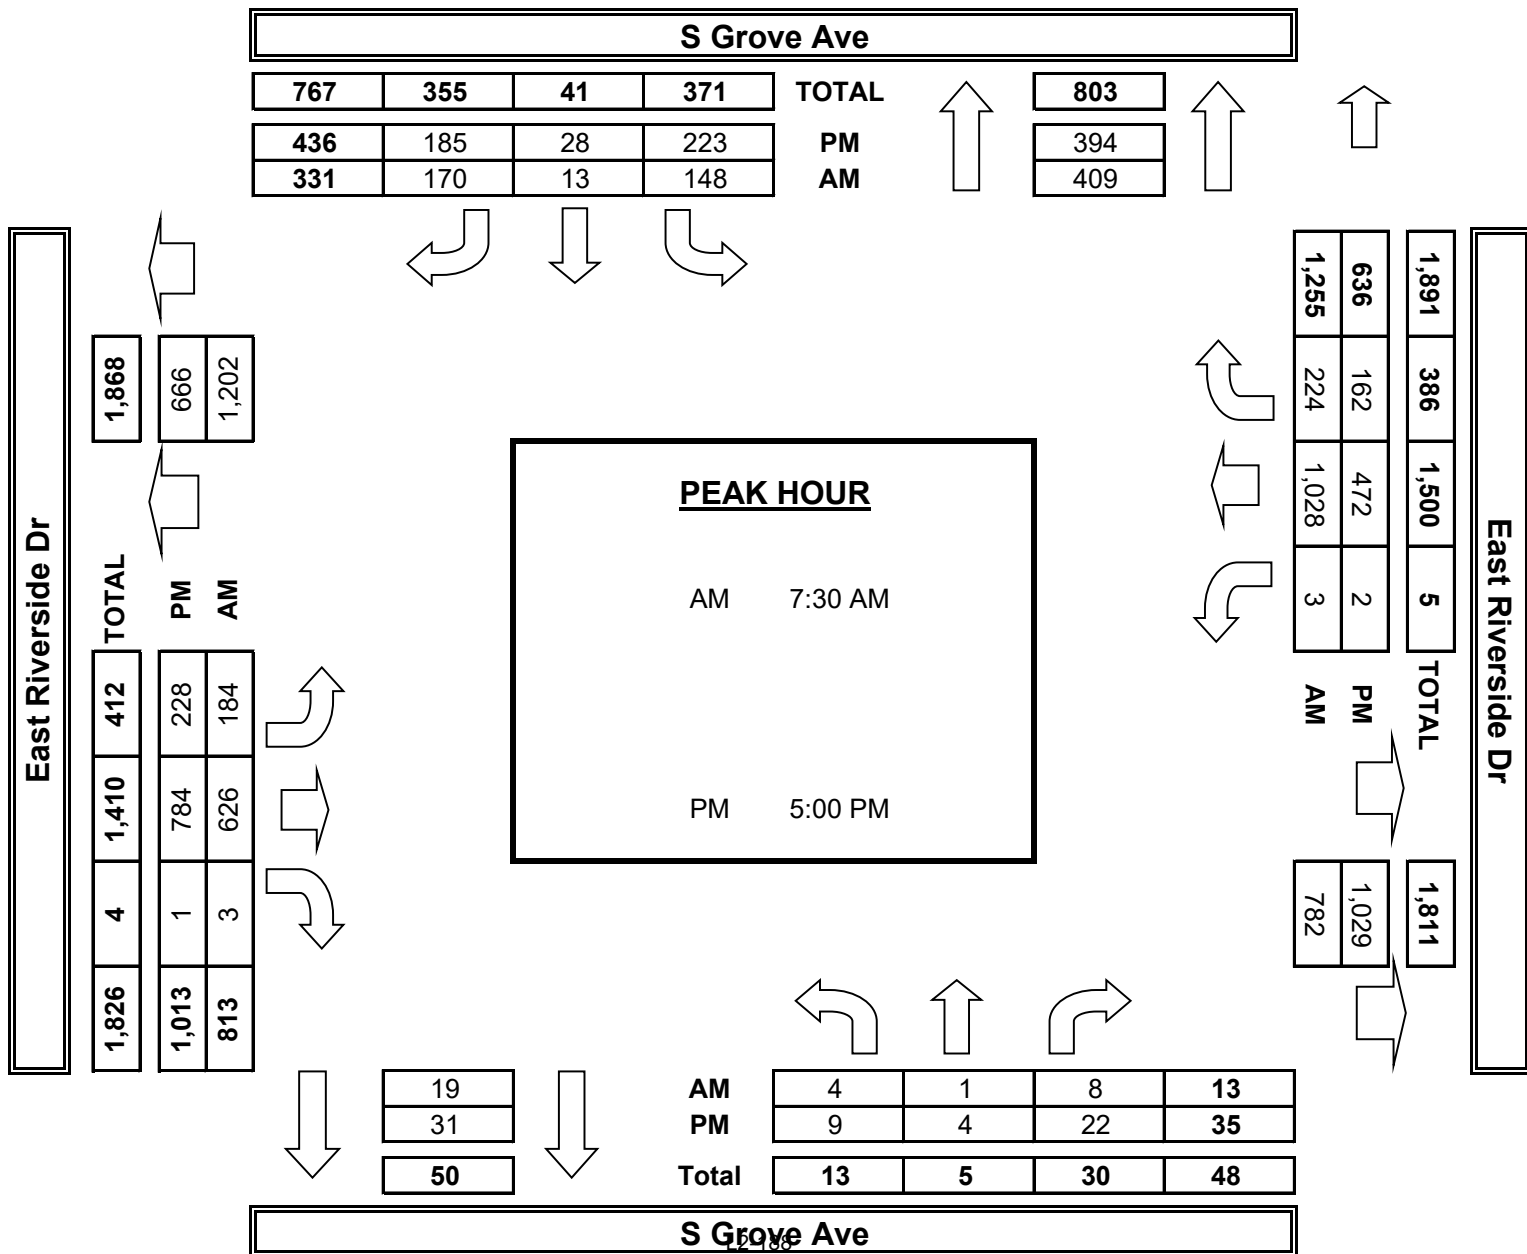 S Grove Ave
767 355 41 371 TOTAL 803
436 185 28 223 PM 394
331 170 13 148 AM 409
East Riverside Dr
1,868
666
1,202
TOTAL PM AM
412 1,410 4 1,826
228 784 1 1,013
184 626 3 813
PEAK HOUR
AM 7:30 AM
PM 5:00 PM
1,891 386 1,500 5 TOTAL 1,811
636 162 472 2 PM 1,029
1,255 224 1,028 3 AM 782
East Riverside Dr
19 AM 4 1 8 13
31 PM 9 4 22 35
50 Total 13 5 30 48
S Grove Ave
L2-188